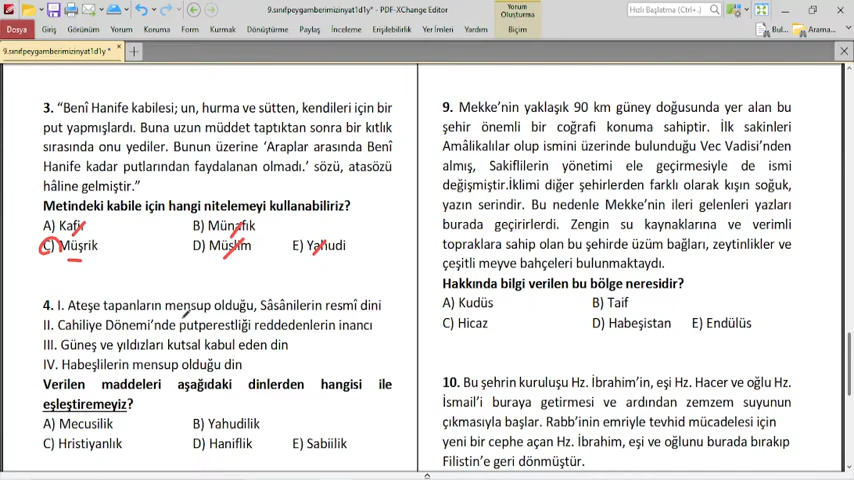 9.sınıfpeygamberimizinyat1d1y* - PDF-XChange Editor
Yorum
Oluşturma
Hızlı Başlatma (Ctrl+.)
Dosya
Giriş
Görünüm
Yorum
Koru
Form
Düzenle
Köprü Kurmak
Dönüştürme
Paylaş
İnceleme
Erişilebilirlik
Yer İmleri
Yardım
Biçim
Bul...
Arama...
9.sınıfpeygamberimizinyat1d1y *
3. “Benî Hanife kabilesi; un, hurma ve sütten, kendileri için bir
put yapmışlardı. Buna uzun müddet taptıktan sonra bir kıtlık
sırasında onu yediler. Bunun üzerine ‘Araplar arasında Benî
Hanife kadar putlarından faydalanan olmadı.’ sözü, atasözü
hâline gelmiştir.”
Metindeki kabile için hangi nitelemeyi kullanabiliriz?
A) Kafir B) Münafık
C) Müşrik D) Müslim E) Yahudi
4. I. Ateşe tapanların mensup olduğu, Sâsânilerin resmî dini
II. Cahiliye Dönemi’nde putperestliği reddedenlerin inancı
III. Güneş ve yıldızları kutsal kabul eden din
IV. Habeşlilerin mensup olduğu din
Verilen maddeleri aşağıdaki dinlerden hangisi ile
eşleştiremeyiz?
A) Mecusilik B) Yahudilik
C) Hristiyanlık D) Haniflik E) Sabiilik
9. Mekke’nin yaklaşık 90 km güney doğusunda yer alan bu
şehir önemli bir coğrafi konuma sahiptir. İlk sakinleri
Amâlikalılar olup ismini üzerinde bulunduğu Vec Vadisi’nden
almış, Sakiflilerin yönetimi ele geçirmesiyle de ismi
değişmiştir.İklimi diğer şehirlerden farklı olarak kışın soğuk,
yazın serindir. Bu nedenle Mekke’nin ileri gelenleri yazları
burada geçirirlerdi. Zengin su kaynaklarına ve verimli
topraklara sahip olan bu şehirde üzüm bağları, zeytinlikler ve
çeşitli meyve bahçeleri bulunmaktaydı.
Hakkında bilgi verilen bu bölge neresidir?
A) Kudüs B) Taif
C) Hicaz D) Habeşistan E) Endülüs
10. Bu şehrin kuruluşu Hz. İbrahim’in, eşi Hz. Hacer ve oğlu Hz.
İsmail’i buraya getirmesi ve ardından zemzem suyunun
çıkmasıyla başlar. Rabb’inin emriyle tevhid mücadelesi için
yeni bir cephe açan Hz. İbrahim, eşi ve oğlunu burada bırakıp
Filistin’e geri dönmüştür.